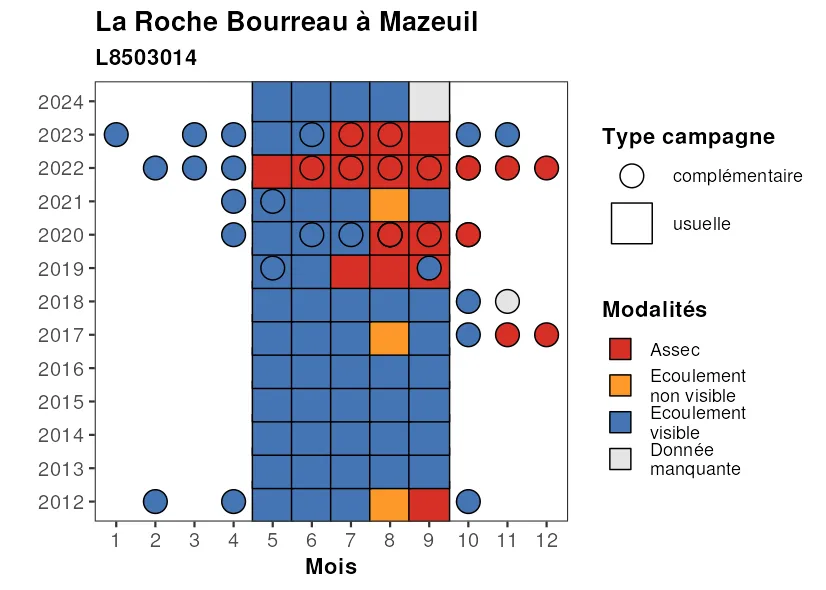 La Roche Bourreau à Mazeuil
L8503014
2024
2023
2022
2021
2020
2019
2018
2017
2016
2015
2014
2013
2012
1 2 3 4 5 6 7 8 9 10 11 12
Mois
Type campagne
complémentaire
usuelle
Modalités
Assec
Ecoulement
non visible
Ecoulement
visible
Donnée
manquante